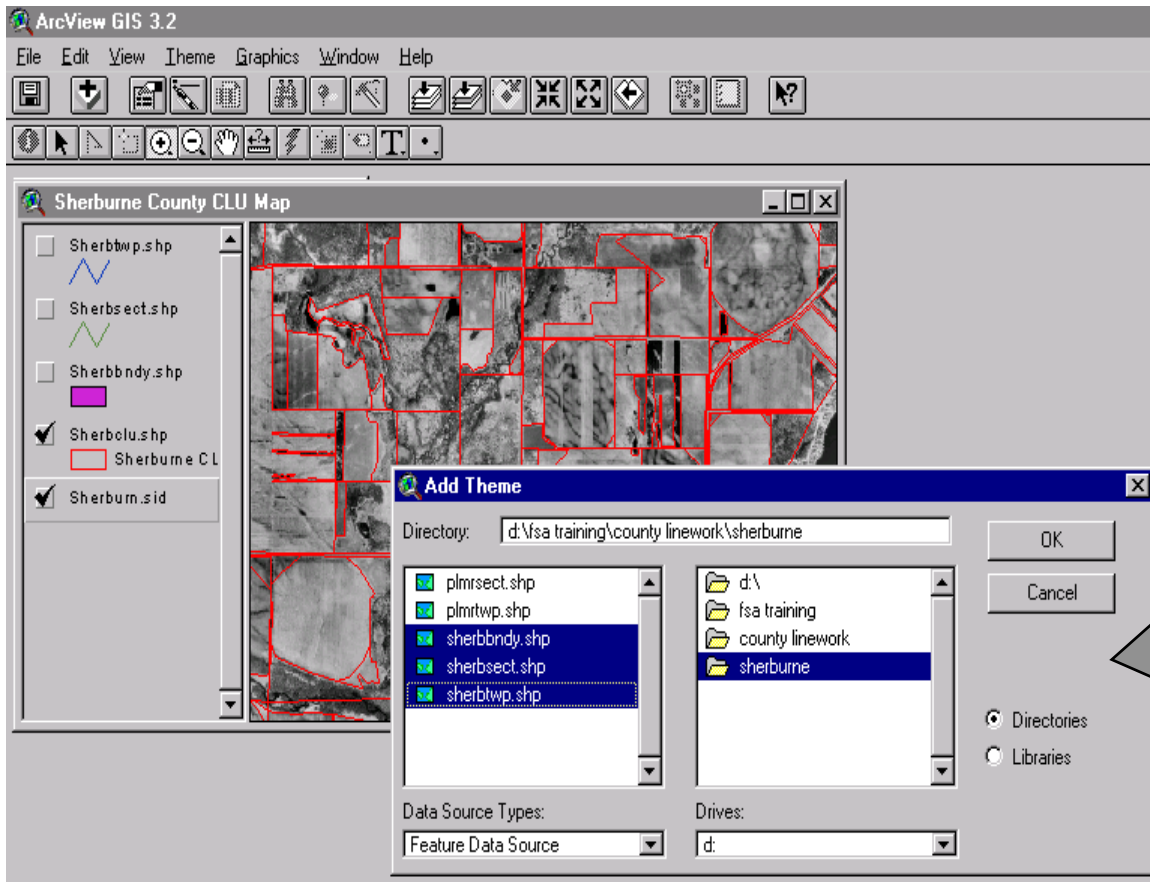 ArcView GIS 3.2
File Edit View Theme Graphics Window Help
T
Sherburne County CLU Map
Sherbtwp.shp
Sherbsect.shp
Sherbbndy.shp
Sherbclu.shp
Sherburne CL
Sherburn.sid
Add Theme
Directory: d:\fsa training\county linework\sherburne
OK
Cancel
plmrsect.shp
plmrtwp.shp
sherbbndy.shp
sherbsect.shp
sherbtwp.shp
d:\
fsa training
county linework
sherburne
Directories
Libraries
Data Source Types:
Feature Data Source
Drives:
d: